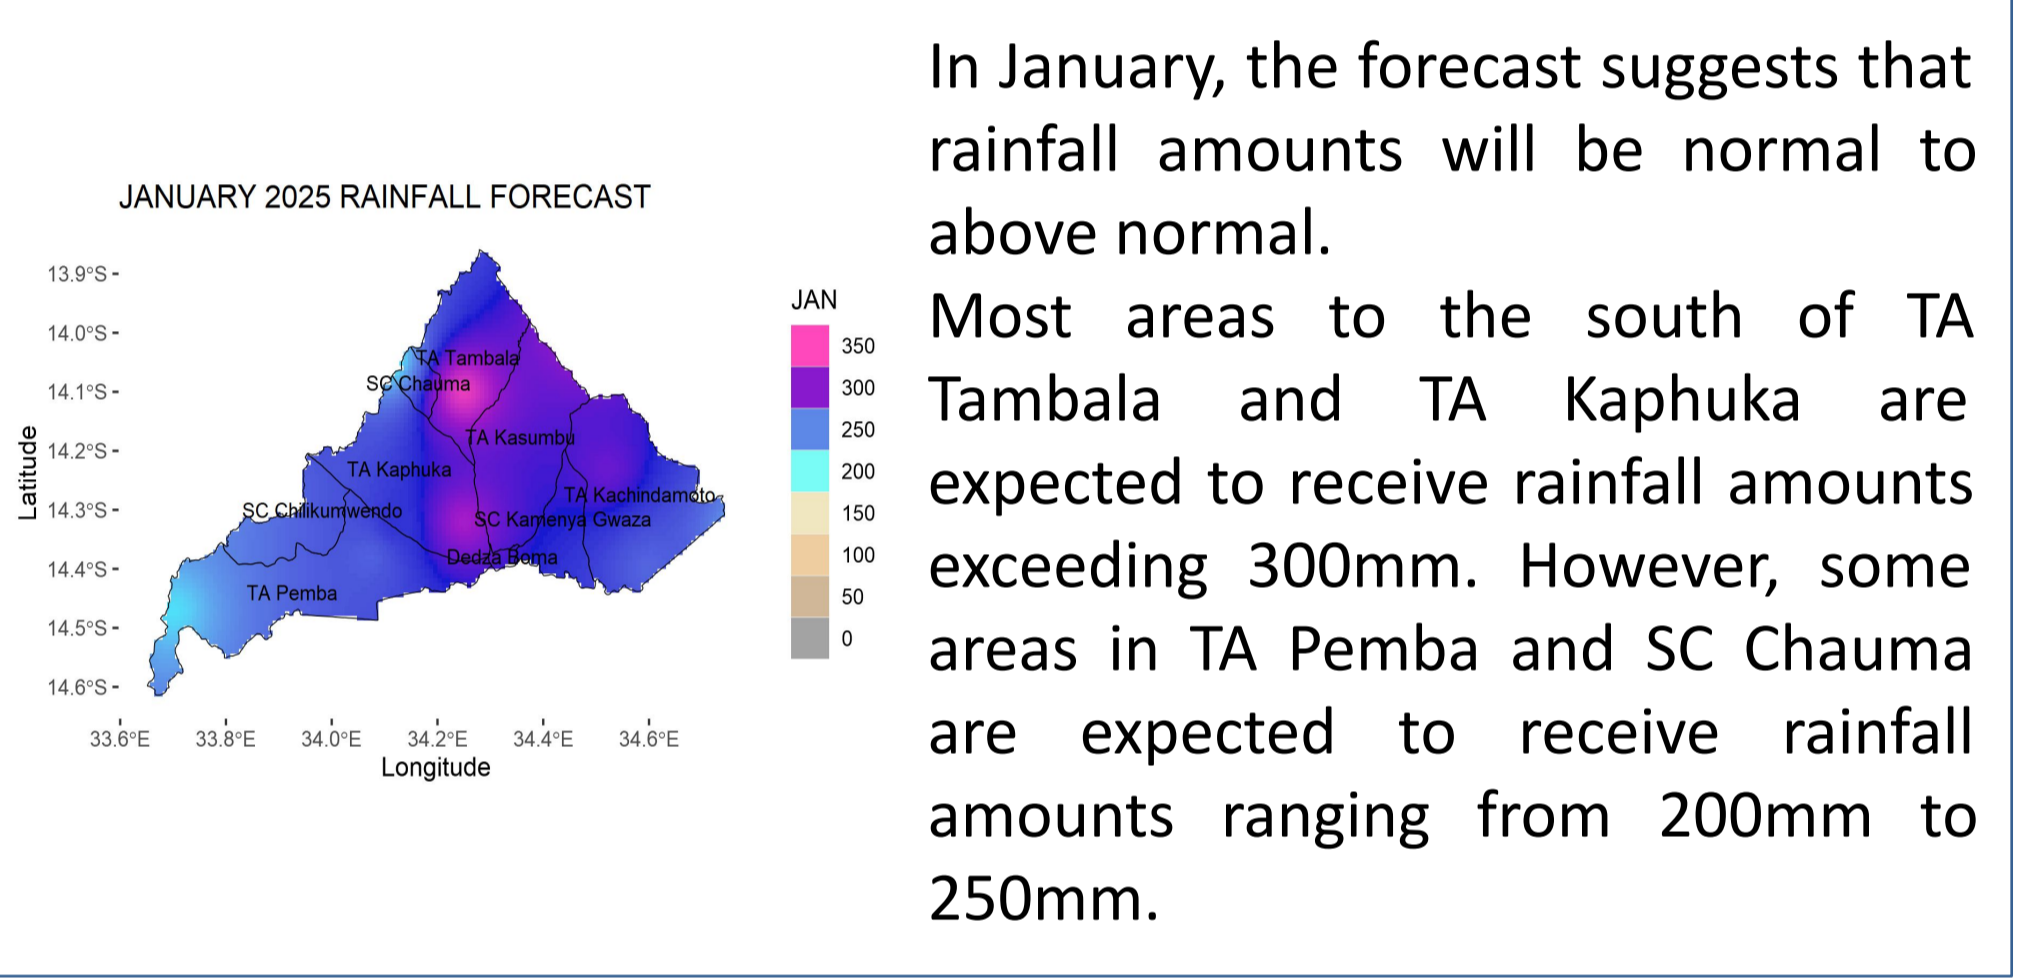 JANUARY 2025 RAINFALL FORECAST
13.9°S
14.0°S
14.1°S
14.2°S
14.3°S
14.4°S
14.5°S
14.6°S
Latitude
TA Tambala
SC Chauma
TA Kasumbu
TA Kaphuka
TA Kachindamoto
SC Chilikumwendo
SC Kamenya Gwaza
Dedza Boma
TA Pemba
33.6°E 33.8°E 34.0°E 34.2°E 34.4°E 34.6°E
Longitude
JAN
350
300
250
200
150
100
50
0
In January, the forecast suggests that
rainfall amounts will be normal to
above normal.
Most areas to the south of TA
Tambala and TA Kaphuka are
expected to receive rainfall amounts
exceeding 300mm. However, some
areas in TA Pemba and SC Chauma
are expected to receive rainfall
amounts ranging from 200mm to
250mm.